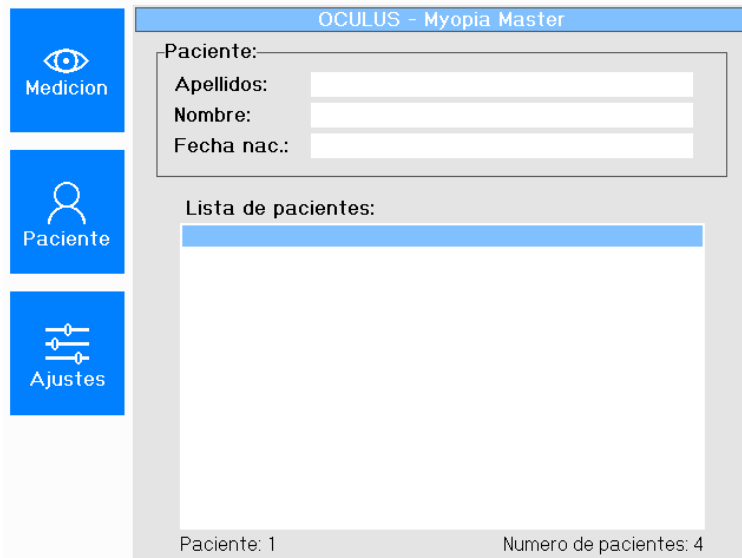 OCULUS - Myopia Master
Medicion
Paciente
Ajustes
Paciente:
Apellidos:
Nombre:
Fecha nac.:
Lista de pacientes:
Paciente: 1
Numero de pacientes: 4